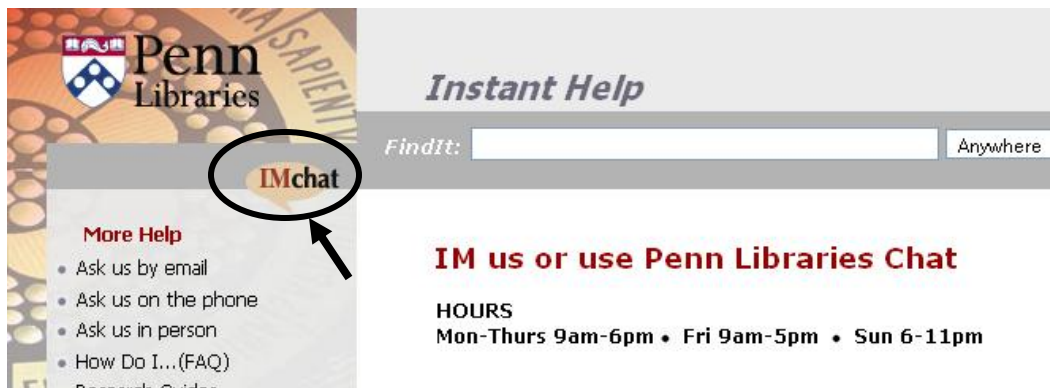 Penn
Libraries
SAPIENT
Instant Help
FindIt:
Anywhere
IMchat
More Help
• Ask us by email
• Ask us on the phone
• Ask us in person
• How Do I...(FAQ)
IM us or use Penn Libraries Chat
HOURS
Mon-Thurs 9am-6pm • Fri 9am-5pm • Sun 6-11pm